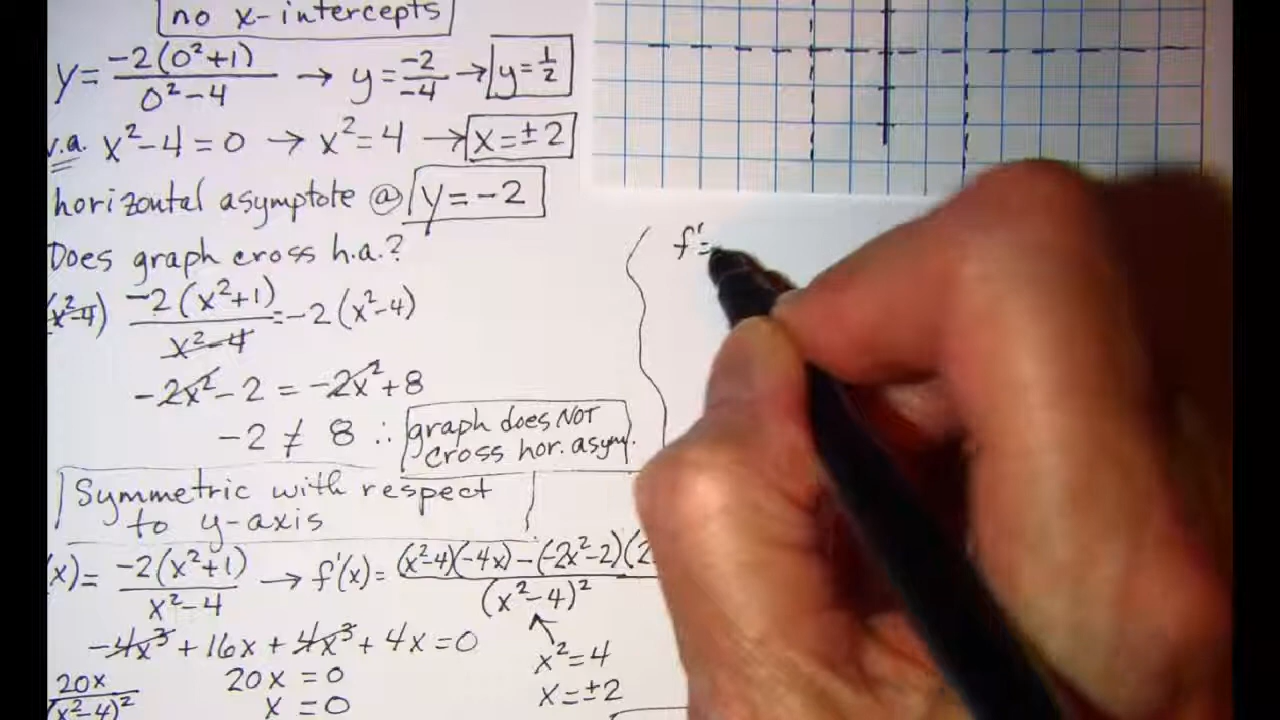 no x-intercepts
y = -2(0²+1) / 0²-4 → y = -2/-4 → y = 1/2
v.a. x²-4=0 → x²=4 → x=±2
horizontal asymptote @ y=-2
Does graph cross h.a.?
(x²-4) -2(x²+1) / x²-4 = -2(x²-4)
-2x²-2 = -2x²+8
-2 ≠ 8 ∴ graph does NOT
cross hor. asym.
Symmetric with respect
to y-axis
(x)= -2(x²+1) / x²-4 → f'(x)= (x²-4)(-4x)-(-2x²-2)(2 / (x²-4)²
-4x³+16x+4x³+4x=0
x²=4
20x / (x²-4)² 20x=0
x=±2
x=0
f'=